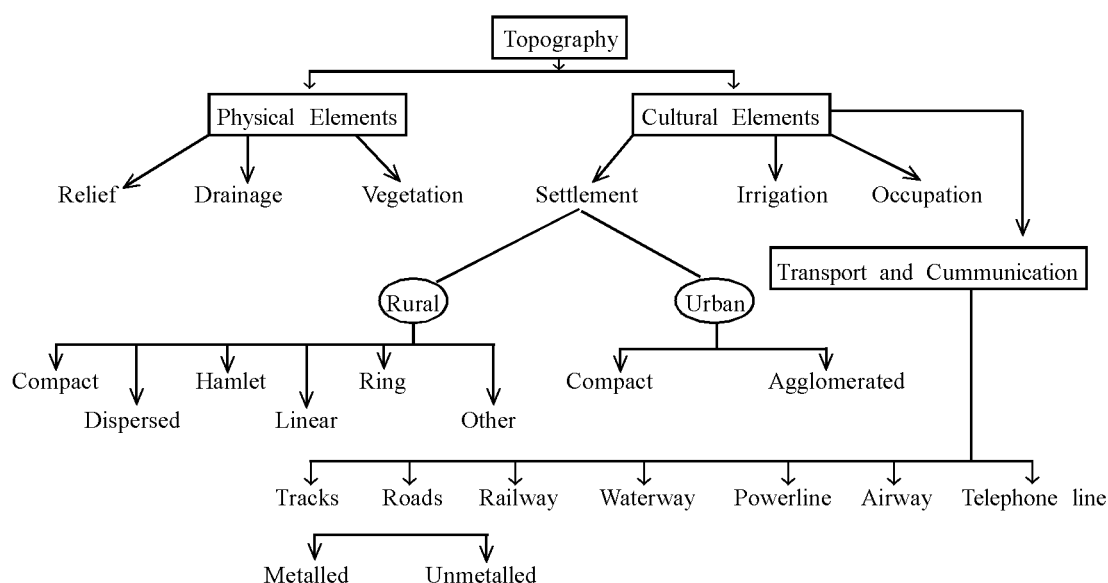 Topography
Physical Elements
Cultural Elements
Relief
Drainage
Vegetation
Settlement
Irrigation
Occupation
Transport and Cummunication
Rural
Urban
Compact
Hamlet
Ring
Compact
Agglomerated
Dispersed
Linear
Other
Tracks
Roads
Railway
Waterway
Powerline
Airway
Telephone line
Metalled
Unmetalled